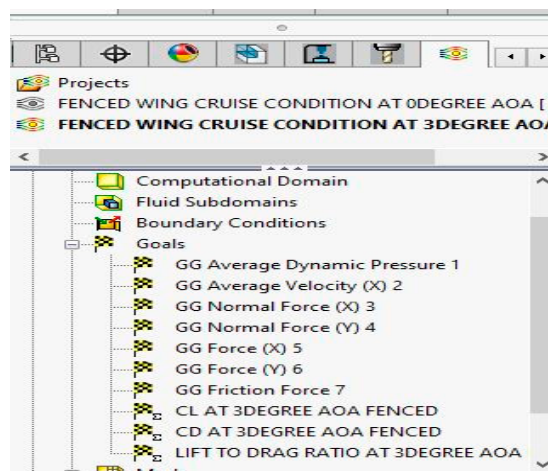 Projects
FENCED WING CRUISE CONDITION AT 0DEGREE AOA [
FENCED WING CRUISE CONDITION AT 3DEGREE AOA
Computational Domain
Fluid Subdomains
Boundary Conditions
Goals
GG Average Dynamic Pressure 1
GG Average Velocity (X) 2
GG Normal Force (X) 3
GG Normal Force (Y) 4
GG Force (X) 5
GG Force (Y) 6
GG Friction Force 7
CL AT 3DEGREE AOA FENCED
CD AT 3DEGREE AOA FENCED
LIFT TO DRAG RATIO AT 3DEGREE AOA